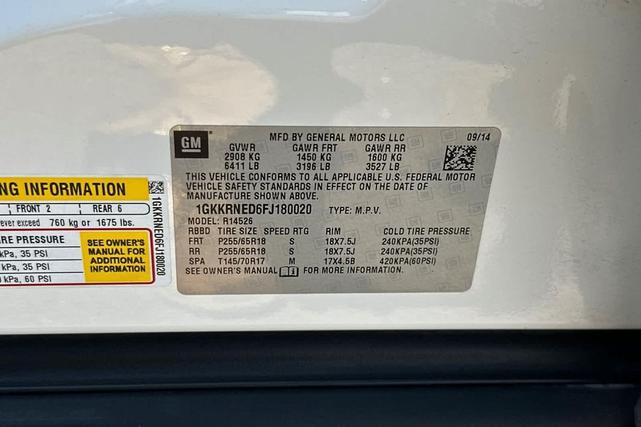 GM
MFD BY GENERAL MOTORS LLC 09/14
GVWR GAWR FRT GAWR RR
2908 KG 1450 KG 1600 KG
6411 LB 3196 LB 3527 LB
THIS VEHICLE CONFORMS TO ALL APPLICABLE U.S. FEDERAL MOTOR
VEHICLE SAFETY STANDARDS IN EFFECT ON THE DATE OF
MANUFACTURE SHOWN ABOVE.
1GKKRNED6FJ180020 TYPE: M.P.V.
MODEL: R14526
RBBD TIRE SIZE SPEED RTG RIM COLD TIRE PRESSURE
FRT P255/65R18 S 18X7.5J 240KPA(35PSI)
RR P255/65R18 S 18X7.5J 240KPA(35PSI)
SPA T145/70R17 M 17X4.5B 420KPA(60PSI)
SEE OWNER'S MANUAL FOR MORE INFORMATION.
NG INFORMATION
FRONT 2 REAR 6
ever exceed 760 kg or 1675 lbs.
IRE PRESSURE
kPa, 35 PSI
kPa, 35 PSI
kPa, 60 PSI
SEE OWNER'S
MANUAL FOR
ADDITIONAL
INFORMATION
1GKKRNED6FJ180020